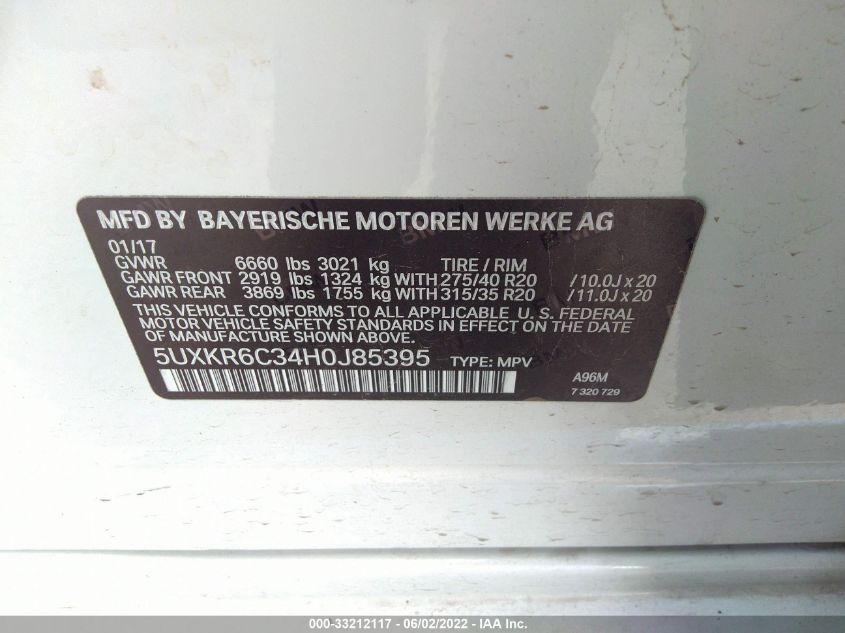 MFD BY BAYERISCHE MOTOREN WERKE AG
01/17
GVWR 6660 lbs 3021 kg TIRE / RIM
GAWR FRONT 2919 lbs 1324 kg WITH 275/40 R20 /10.0J x 20
GAWR REAR 3869 lbs 1755 kg WITH 315/35 R20 /11.0J x 20
THIS VEHICLE CONFORMS TO ALL APPLICABLE U. S. FEDERAL
MOTOR VEHICLE SAFETY STANDARDS IN EFFECT ON THE DATE
OF MANUFACTURE SHOWN ABOVE.
5UXKR6C34H0J85395 TYPE: MPV
A96M
7 320 729
000-33212117 - 06/02/2022 - IAA Inc.